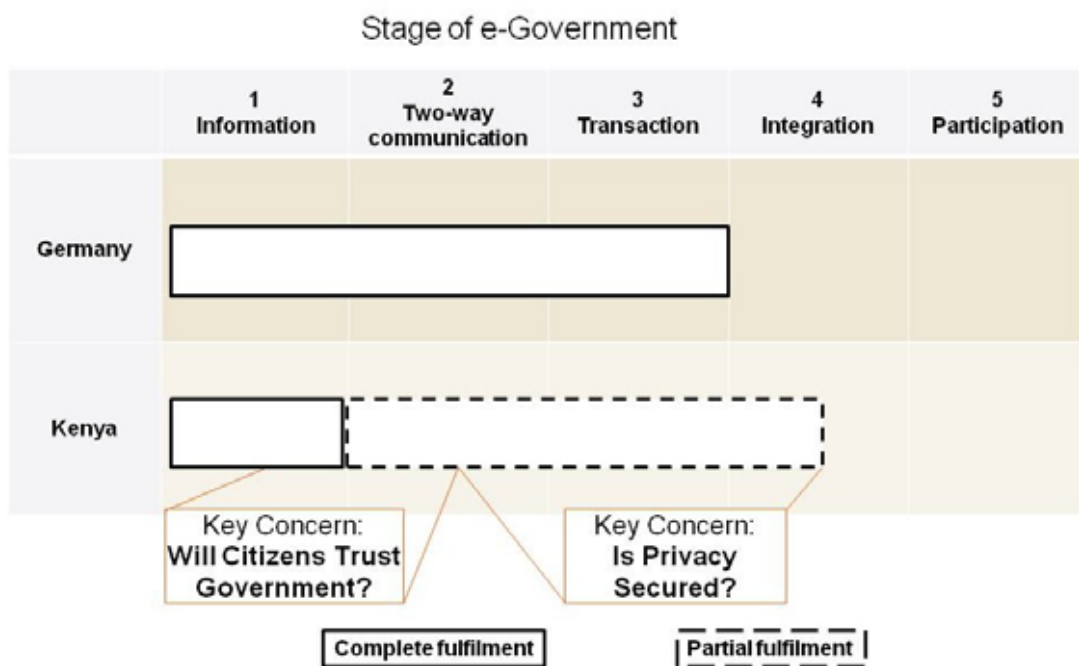 Stage of e-Government
1
Information
2
Two-way
communication
3
Transaction
4
Integration
5
Participation
Germany
Kenya
Key Concern:
Will Citizens Trust
Government?
Key Concern:
Is Privacy
Secured?
Complete fulfilment
Partial fulfilment